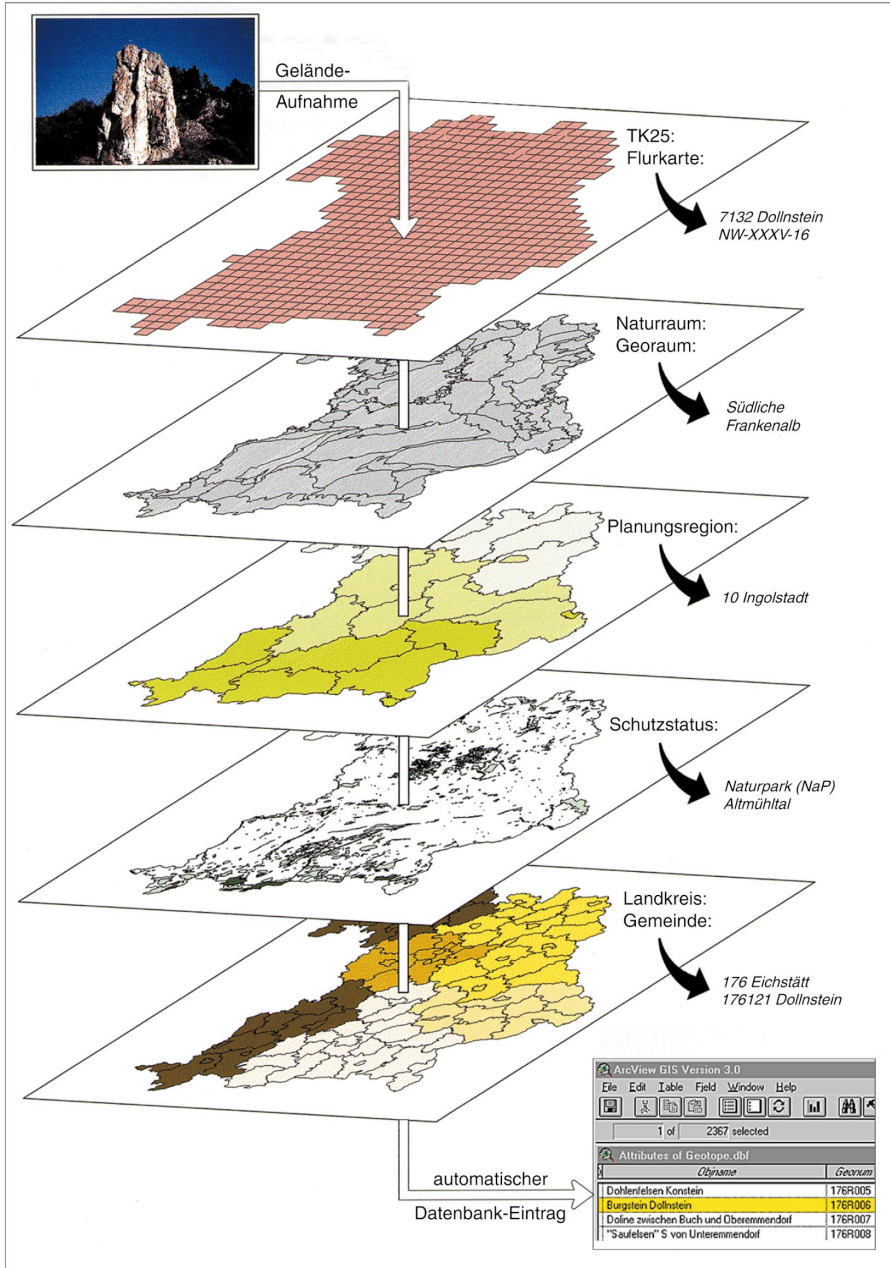 Gelände-
Aufnahme
TK25:
Flurkarte:
7132 Dollnstein
NW-XXXV-16
Naturraum:
Georaum:
Südliche
Frankenalb
Planungsregion:
10 Ingolstadt
Schutzstatus:
Naturpark (NaP)
Altmühltal
Landkreis:
Gemeinde:
176 Eichstätt
176121 Dollnstein
automatischer
Datenbank-Eintrag
ArcView GIS Version 3.0
File Edit Table Field Window Help
1 of 2367 selected
Attributes of Geotope.dbf
Objname Geonum
Dohlenfelsen Konstein 176R005
Burgstein Dollnstein 176R006
Doline zwischen Buch und Oberemmendorf 176R007
"Saufelsen" S von Unteremmendorf 176R008